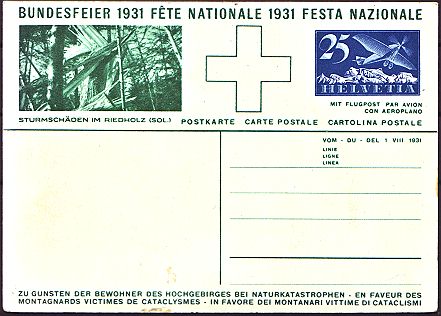 BUNDESFEIER 1931 FÊTE NATIONALE 1931 FESTA NAZIONALE
25
HELVETIA
MIT FLUGPOST PAR AVION
CON AEROPLANO
STURMSCHÄDEN IM RIEDHOLZ (SOL.)
POSTKARTE CARTE POSTALE CARTOLINA POSTALE
VOM - DU - DEL 1 VIII 1931
LINIE
LIGNE
LINEA
ZU GUNSTEN DER BEWOHNER DES HOCHGEBIRGES BEI NATURKATASTROPHEN - EN FAVEUR DES
MONTAGNARDS VICTIMES DE CATACLYSMES - IN FAVORE DEI MONTANARI VITTIME DI CATACLISMI